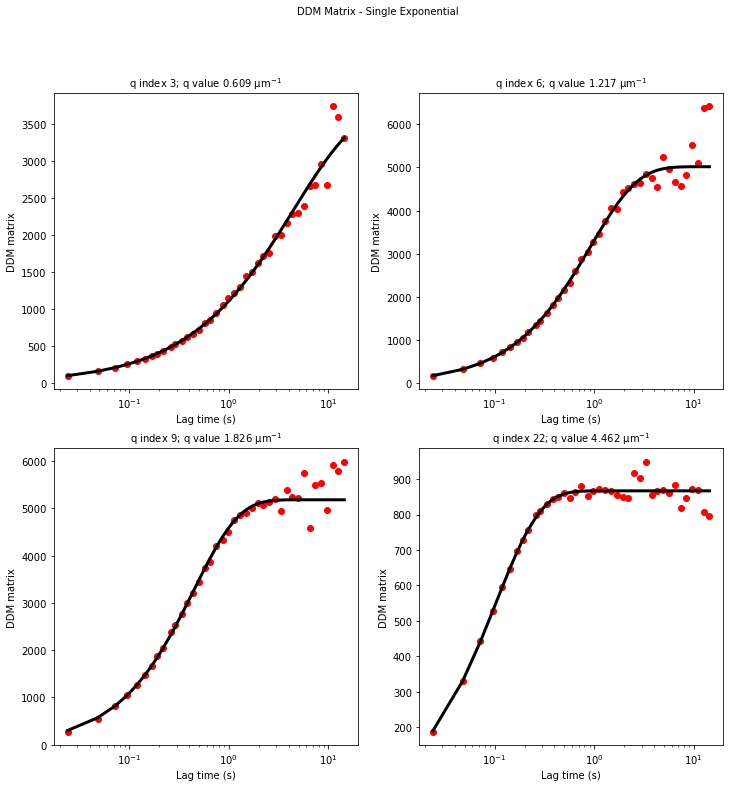 DDM Matrix - Single Exponential
q index 3; q value 0.609 μm⁻¹
q index 6; q value 1.217 μm⁻¹
3500
3000
2500
2000
1500
1000
500
0
DDM matrix
10⁻¹ 10⁰ 10¹
Lag time (s)
6000
5000
4000
3000
2000
1000
0
DDM matrix
10⁻¹ 10⁰ 10¹
Lag time (s)
q index 9; q value 1.826 μm⁻¹
q index 22; q value 4.462 μm⁻¹
6000
5000
4000
3000
2000
1000
0
DDM matrix
10⁻¹ 10⁰ 10¹
Lag time (s)
900
800
700
600
500
400
300
200
DDM matrix
10⁻¹ 10⁰ 10¹
Lag time (s)